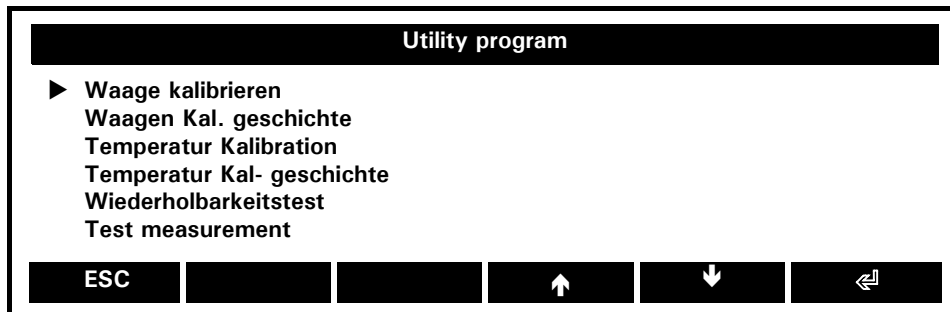 Utility program
Waage kalibrieren
Waagen Kal. geschichte
Temperatur Kalibration
Temperatur Kal- geschichte
Wiederholbarkeitstest
Test measurement
ESC